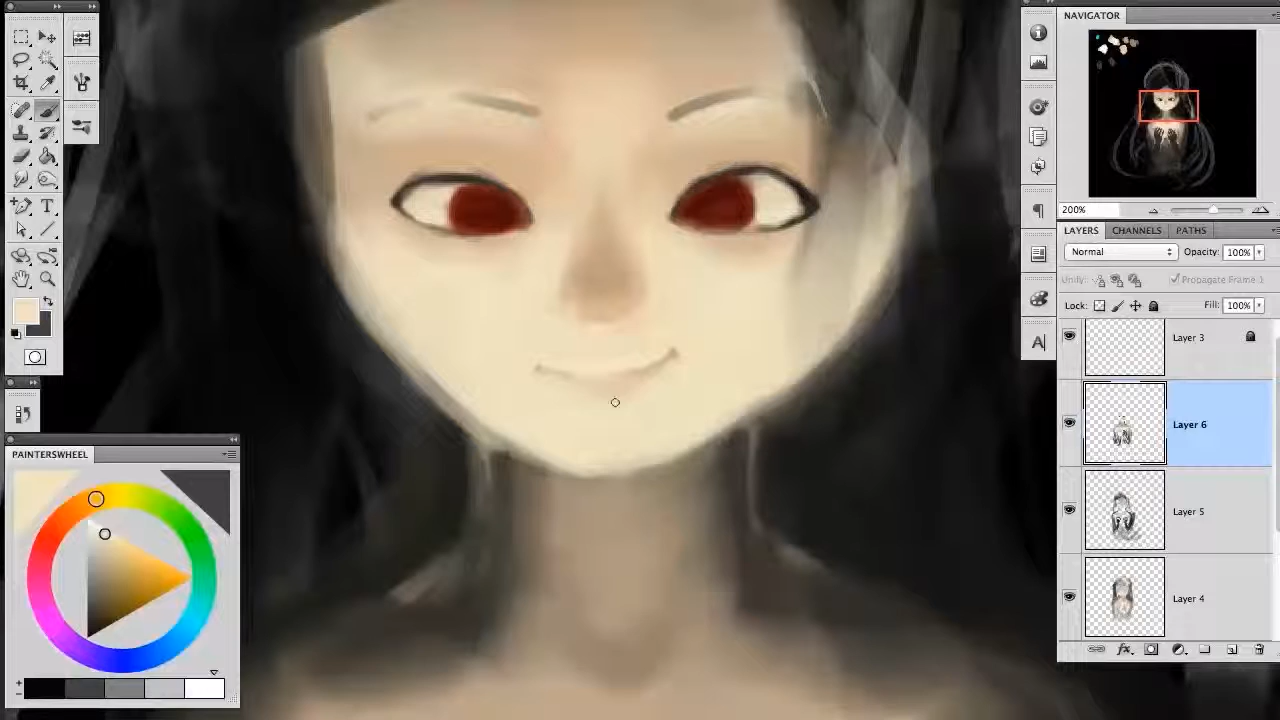 NAVIGATOR
200%
LAYERS CHANNELS PATHS
Normal Opacity: 100%
Unify: Propagate Frame 1
Lock: Fill: 100%
Layer 3
Layer 6
Layer 5
Layer 4
PAINTERSWHEEL